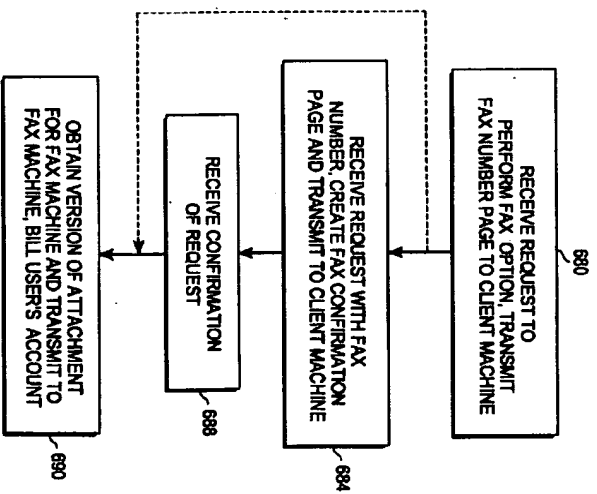 RECEIVE REQUEST TO
PERFORM FAX OPTION, TRANSMIT
FAX NUMBER PAGE TO CLIENT MACHINE
680
RECEIVE REQUEST WITH FAX
NUMBER, CREATE FAX CONFIRMATION
PAGE AND TRANSMIT TO CLIENT MACHINE
684
RECEIVE CONFIRMATION
OF REQUEST
688
OBTAIN VERSION OF ATTACHMENT
FOR FAX MACHINE AND TRANSMIT TO
FAX MACHINE, BILL USER'S ACCOUNT
690